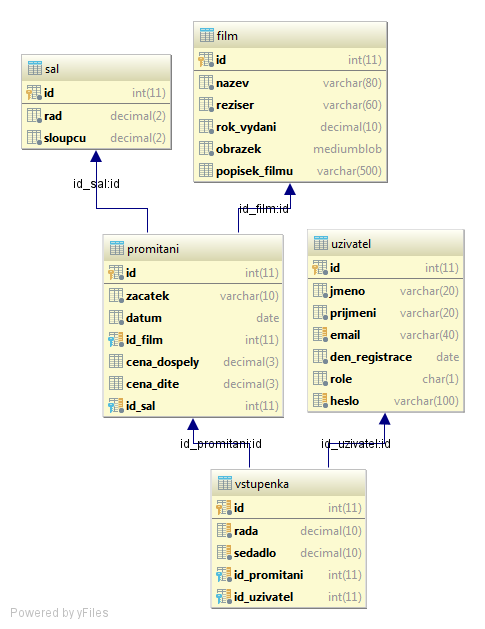 film
id int(11)
nazev varchar(80)
reziser varchar(60)
rok_vydani decimal(10)
obrazek mediumblob
popisek_filmu varchar(500)
sal
id int(11)
rad decimal(2)
sloupcu decimal(2)
id_sal:id
id_film:id
promitani
id int(11)
zacatek varchar(10)
datum date
id_film int(11)
cena_dospely decimal(3)
cena_dite decimal(3)
id_sal int(11)
uzivatel
id int(11)
jmeno varchar(20)
prijmeni varchar(20)
email varchar(40)
den_registrace date
role char(1)
heslo varchar(100)
id_promitani:id
id_uzivatel:id
vstupenka
id int(11)
rada decimal(10)
sedadlo decimal(10)
id_promitani int(11)
id_uzivatel int(11)
Powered by yFiles